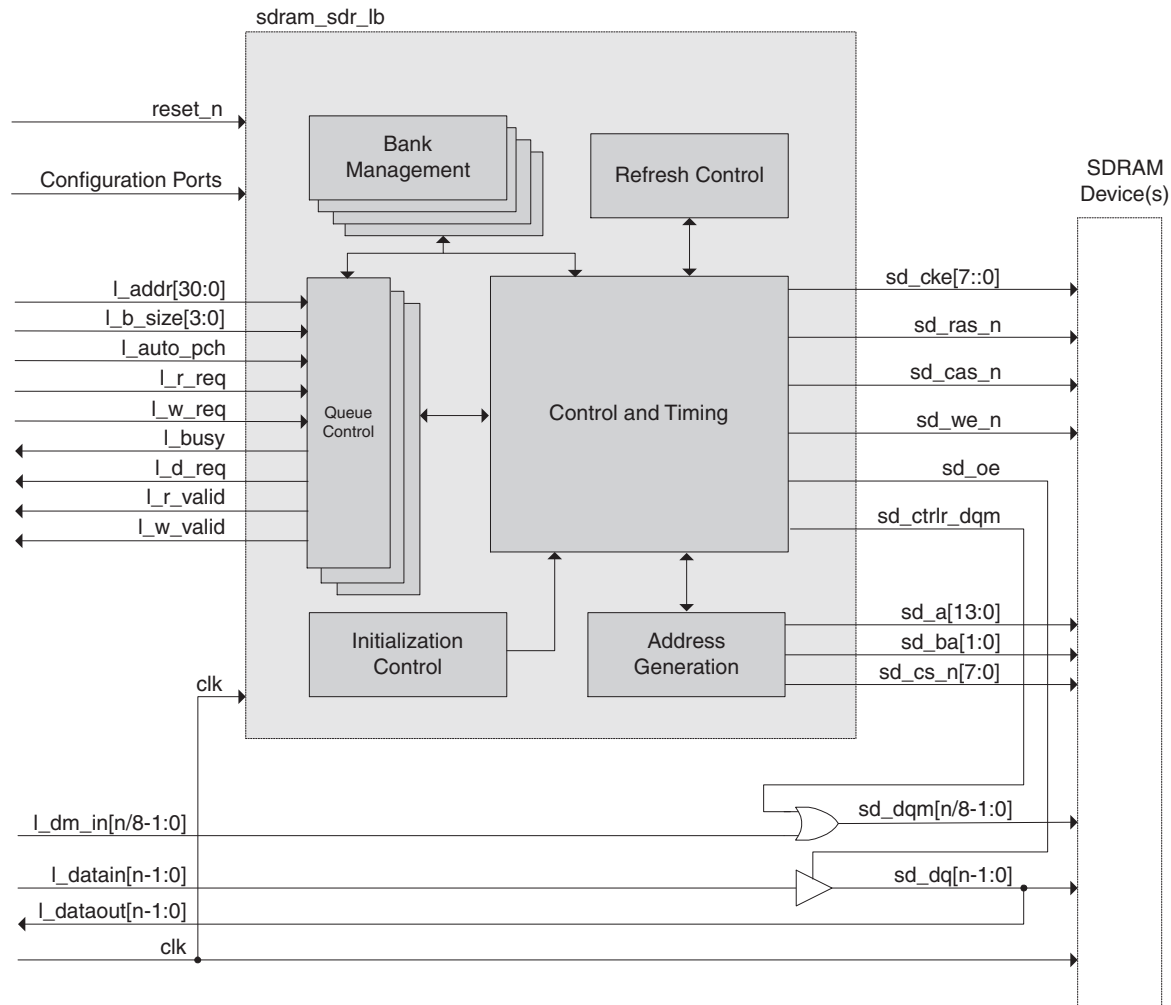 sdram_sdr_lb
reset_n
Configuration Ports
Bank
Management
Refresh Control
SDRAM
Device(s)
l_addr[30:0]
l_b_size[3:0]
l_auto_pch
l_r_req
l_w_req
l_busy
l_d_req
l_r_valid
l_w_valid
Queue
Control
Control and Timing
sd_cke[7::0]
sd_ras_n
sd_cas_n
sd_we_n
sd_oe
sd_ctrlr_dqm
Initialization
Control
Address
Generation
sd_a[13:0]
sd_ba[1:0]
sd_cs_n[7:0]
clk
l_dm_in[n/8-1:0]
sd_dqm[n/8-1:0]
l_datain[n-1:0]
sd_dq[n-1:0]
l_dataout[n-1:0]
clk